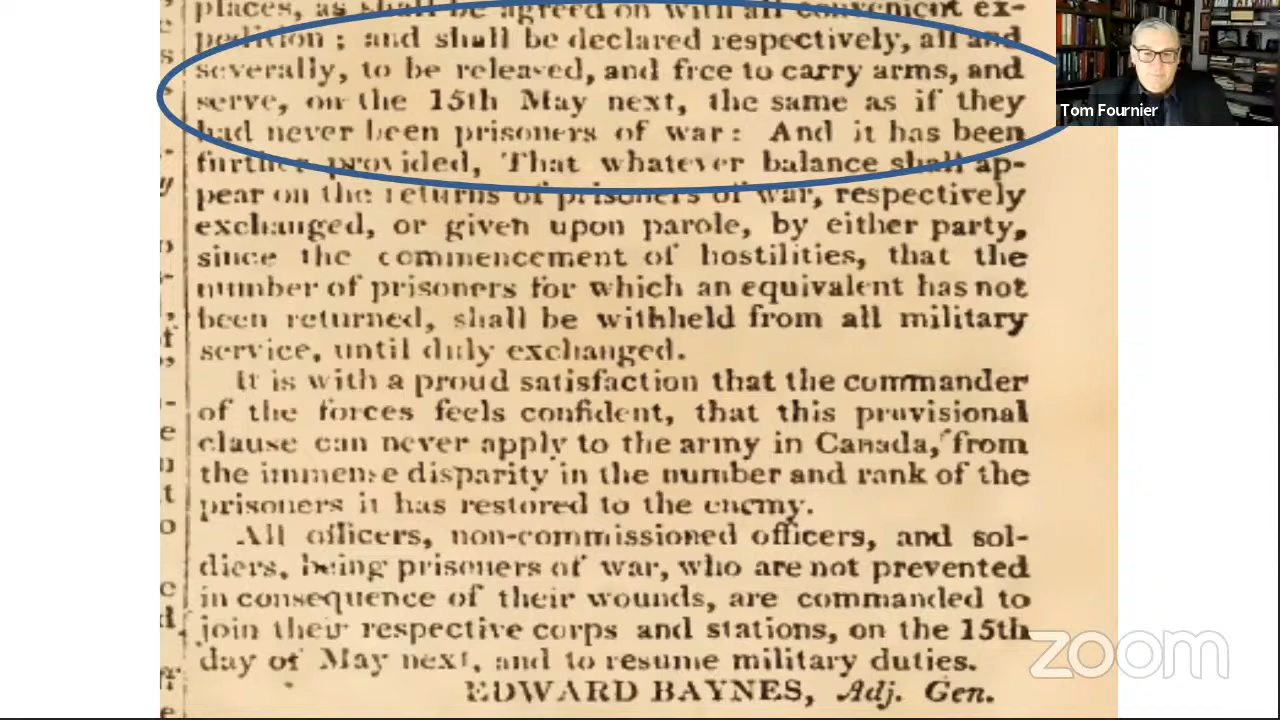 places, as shall be agreed on with all convenient ex-
pedition; and shall be declared respectively, all and
severally, to be released, and free to carry arms, and
serve, on the 15th May next, the same as if they
had never been prisoners of war: And it has been
further provided, That whatever balance shall ap-
pear on the returns of prisoners of war, respectively
exchanged, or given upon parole, by either party,
since the commencement of hostilities, that the
number of prisoners for which an equivalent has not
been returned, shall be withheld from all military
service, until duly exchanged.
It is with a proud satisfaction that the commander
of the forces feels confident, that this provisional
clause can never apply to the army in Canada, from
the immense disparity in the number and rank of the
prisoners it has restored to the enemy.
All officers, non-commissioned officers, and sol-
diers, being prisoners of war, who are not prevented
in consequence of their wounds, are commanded to
join their respective corps and stations, on the 15th
day of May next, and to resume military duties.
EDWARD BAYNES, Adj. Gen.
Tom Fournier
zoom